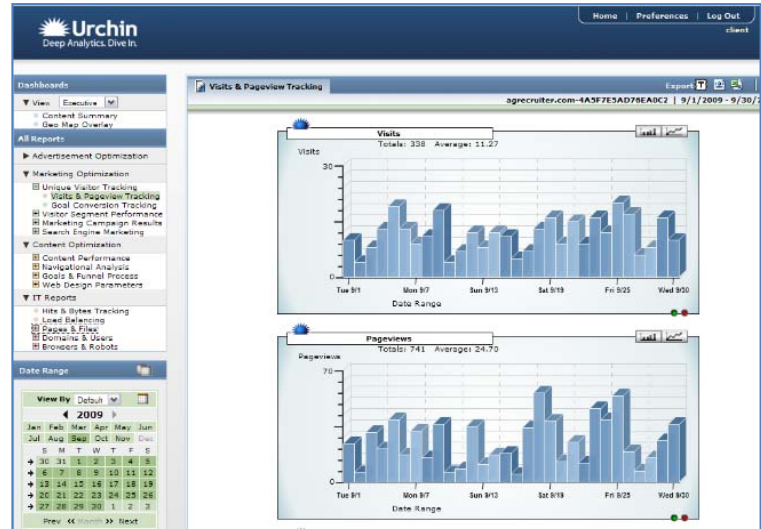 Home | Preferences | Log Out
Urchin
client
Deep Analytics. Dive In.
Dashboards
Visits & Pageview Tracking
Export
View Executive
agrecruiter.com-4A5F7E5AD76EA0C2 | 9/1/2009 - 9/30/2
Content Summary
Geo Map Overlay
All Reports
Advertisement Optimization
Marketing Optimization
Unique Visitor Tracking
Visits & Pageview Tracking
Goal Conversion Tracking
Visitor Segment Performance
Marketing Campaign Results
Search Engine Marketing
Content Optimization
Content Performance
Navigational Analysis
Goals & Funnel Process
Web Design Parameters
IT Reports
Hits & Bytes Tracking
Load Balancing
Pages & Files
Domains & Users
Browsers & Robots
Date Range
View By Default
2009
Jan Feb Mar Apr May Jun
Jul Aug Sep Oct Nov Dec
S M T W T F S
30 31 1 2 3 4 5
6 7 8 9 10 11 12
13 14 15 16 17 18 19
20 21 22 23 24 25 26
27 28 29 30 1 2 3
Prev << Month >> Next
Visits
Totals: 338 Average: 11.27
Visits
30
0
Tue 9/1 Mon 9/7 Sun 9/13 Sat 9/19 Fri 9/25 Wed 9/30
Date Range
Pageviews
Totals: 741 Average: 24.70
Pageviews
70
0
Tue 9/1 Mon 9/7 Sun 9/13 Sat 9/19 Fri 9/25 Wed 9/30
Date Range